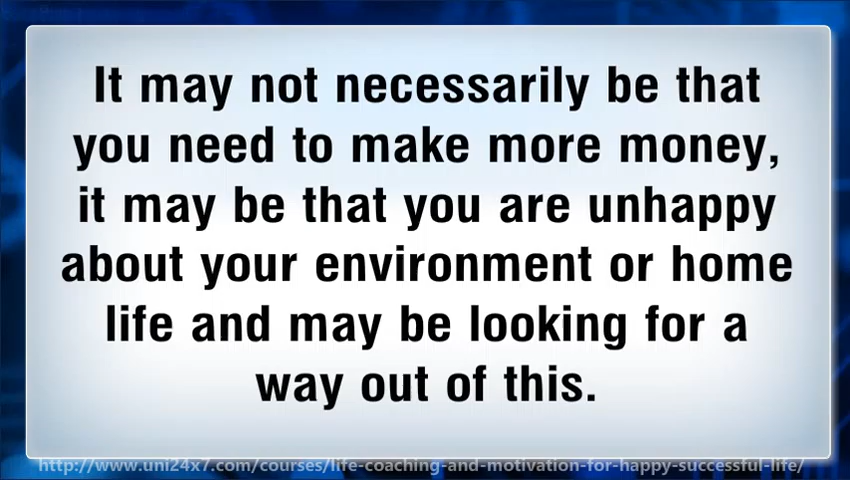 It may not necessarily be that
you need to make more money,
it may be that you are unhappy
about your environment or home
life and may be looking for a
way out of this.
http://www.uni24x7.com/courses/life-coaching-and-motivation-for-happy-successful-life/